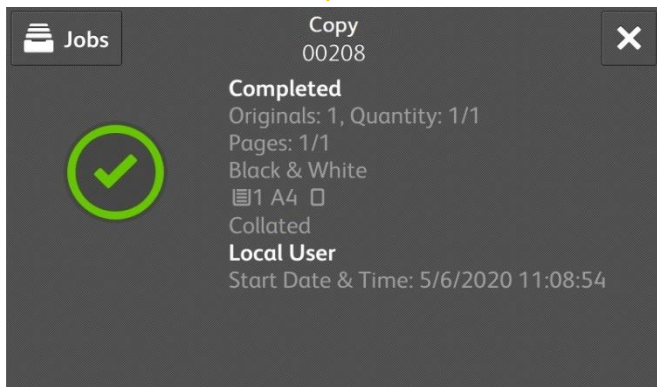 Jobs
Copy
00208
Completed
Originals: 1, Quantity: 1/1
Pages: 1/1
Black & White
1 A4
Collated
Local User
Start Date & Time: 5/6/2020 11:08:54